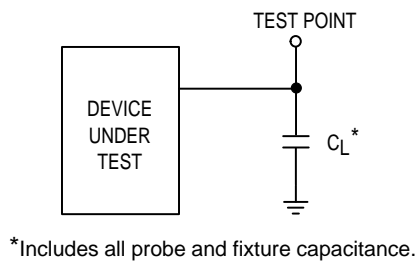 TEST POINT
DEVICE
UNDER
TEST
CL*
*Includes all probe and fixture capacitance.